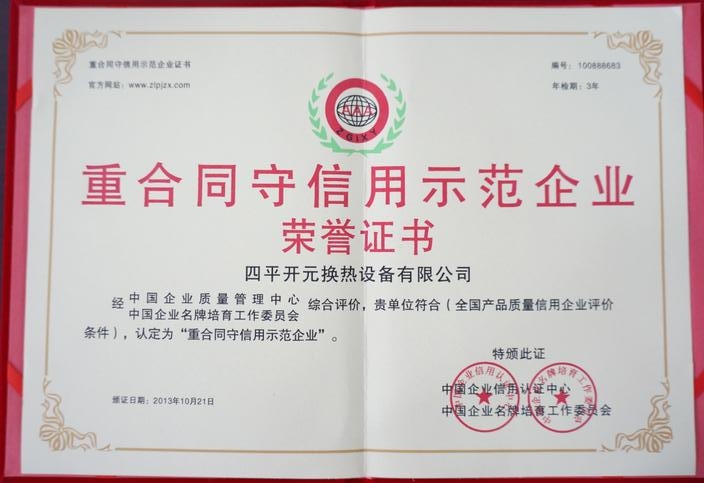 重合同守信用示范企业证书
编号：100888683
官方网站：www.zlpjzx.com
年检期：3年
AAA
ZGIXY
重合同守信用示范企业
荣誉证书
四平开元换热设备有限公司
经 中国企业质量管理中心 综合评价，贵单位符合（全国产品质量信用企业评价
中国企业名牌培育工作委员会
条件），认定为“重合同守信用示范企业”。
特颁此证
中国企业信用认证中心
中国企业名牌培育工作委员会
颁证日期：2013年10月21日